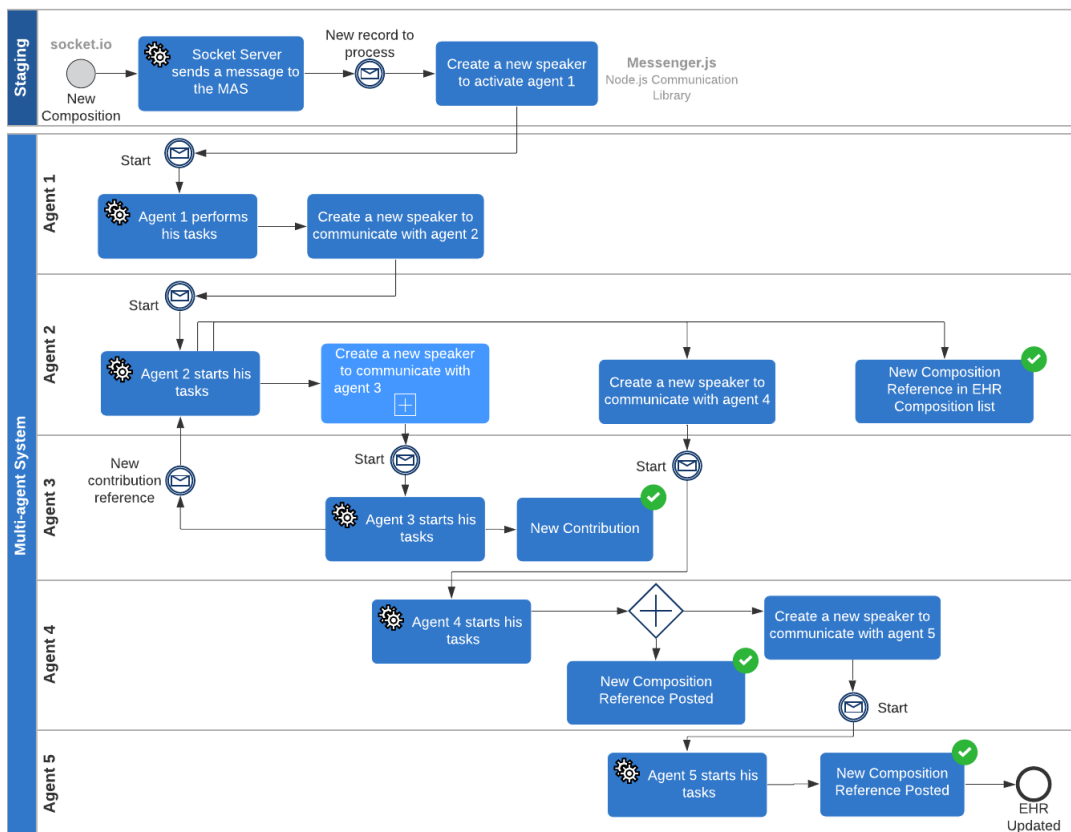 Staging
socket.io
New
Composition
Socket Server
sends a message to
the MAS
New record to
process
Create a new speaker
to activate agent 1
Messenger.js
Node.js Communication
Library
Multi-agent System
Agent 1
Start
Agent 1 performs
his tasks
Create a new speaker to
communicate with agent 2
Agent 2
Start
Agent 2 starts his
tasks
Create a new speaker
to communicate with
agent 3
Create a new speaker to
communicate with agent 4
New Composition
Reference in EHR
Composition list
Agent 3
New
contribution
reference
Start
Agent 3 starts his
tasks
New Contribution
Start
Agent 4
Agent 4 starts his
tasks
New Composition
Reference Posted
Create a new speaker to
communicate with agent 5
Start
Agent 5
Agent 5 starts his
tasks
New Composition
Reference Posted
EHR
Updated